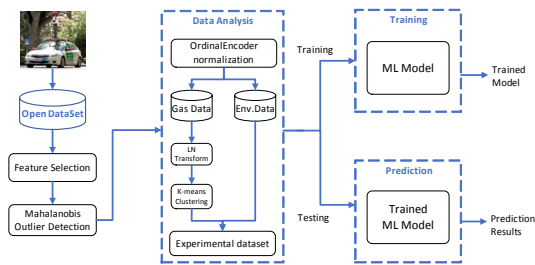 Open DataSet
Feature Selection
Mahalanobis
Outlier Detection
Data Analysis
OrdinalEncoder
normalization
Gas Data
Env.Data
LN
Transform
K-means
Clustering
Experimental dataset
Training
Testing
Training
ML Model
Trained
Model
Prediction
Trained
ML Model
Prediction
Results